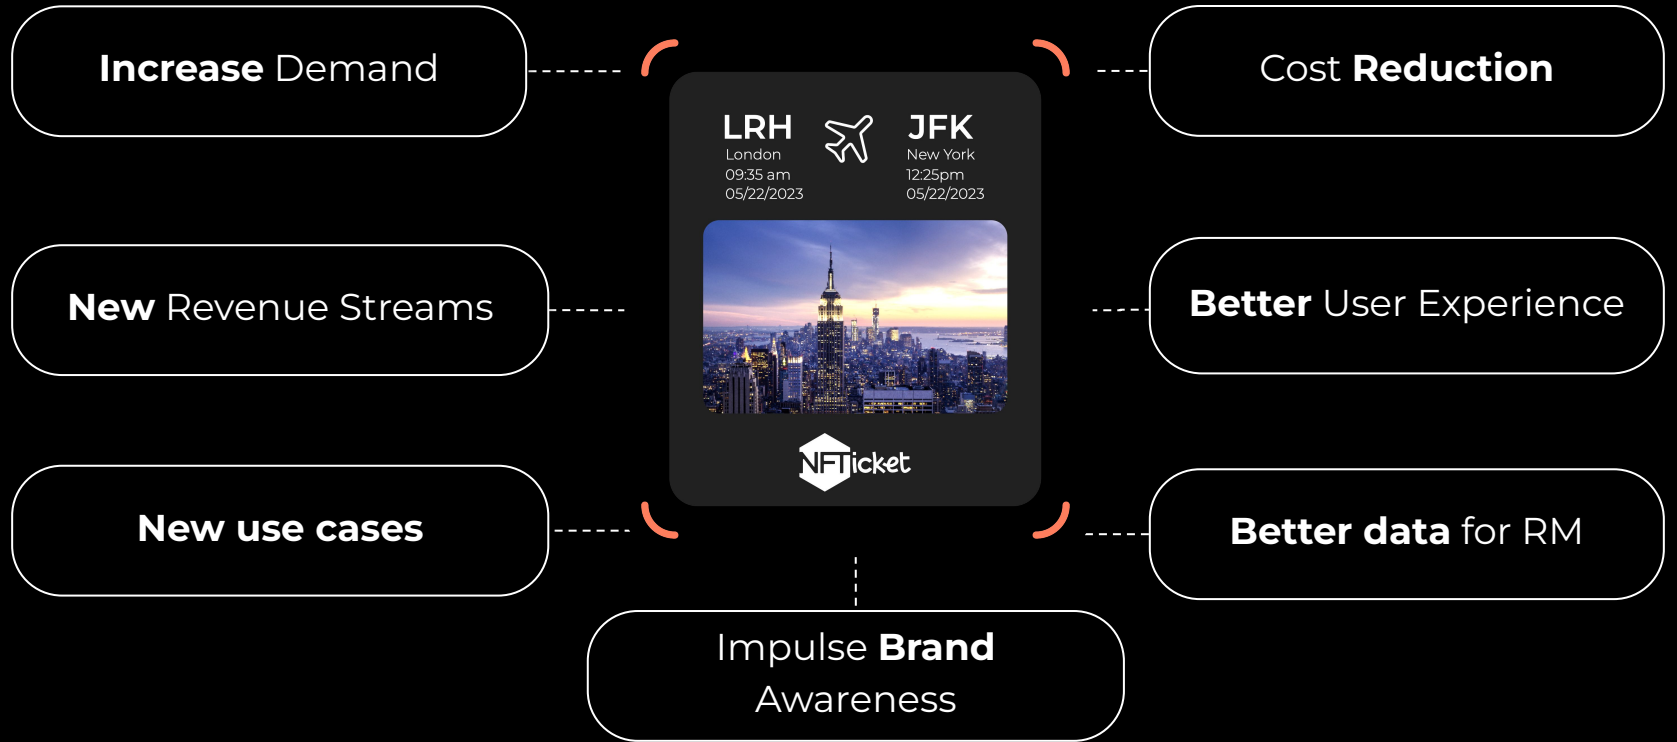 Increase Demand
Cost Reduction
LRH
London
09:35 am
05/22/2023
JFK
New York
12:25pm
05/22/2023
New Revenue Streams
Better User Experience
NFTicket
New use cases
Better data for RM
Impulse Brand
Awareness